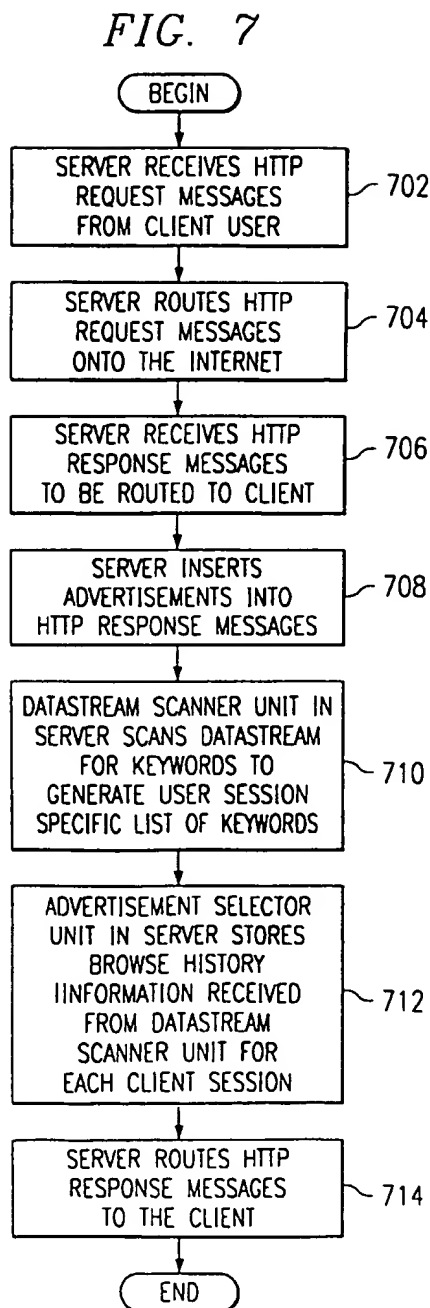 FIG. 7
BEGIN
SERVER RECEIVES HTTP
REQUEST MESSAGES
FROM CLIENT USER
702
SERVER ROUTES HTTP
REQUEST MESSAGES
ONTO THE INTERNET
704
SERVER RECEIVES HTTP
RESPONSE MESSAGES
TO BE ROUTED TO CLIENT
706
SERVER INSERTS
ADVERTISEMENTS INTO
HTTP RESPONSE MESSAGES
708
DATASTREAM SCANNER UNIT IN
SERVER SCANS DATASTREAM
FOR KEYWORDS TO
GENERATE USER SESSION
SPECIFIC LIST OF KEYWORDS
710
ADVERTISEMENT SELECTOR
UNIT IN SERVER STORES
BROWSE HISTORY
IINFORMATION RECEIVED
FROM DATASTREAM
SCANNER UNIT FOR
EACH CLIENT SESSION
712
SERVER ROUTES HTTP
RESPONSE MESSAGES
TO THE CLIENT
714
END